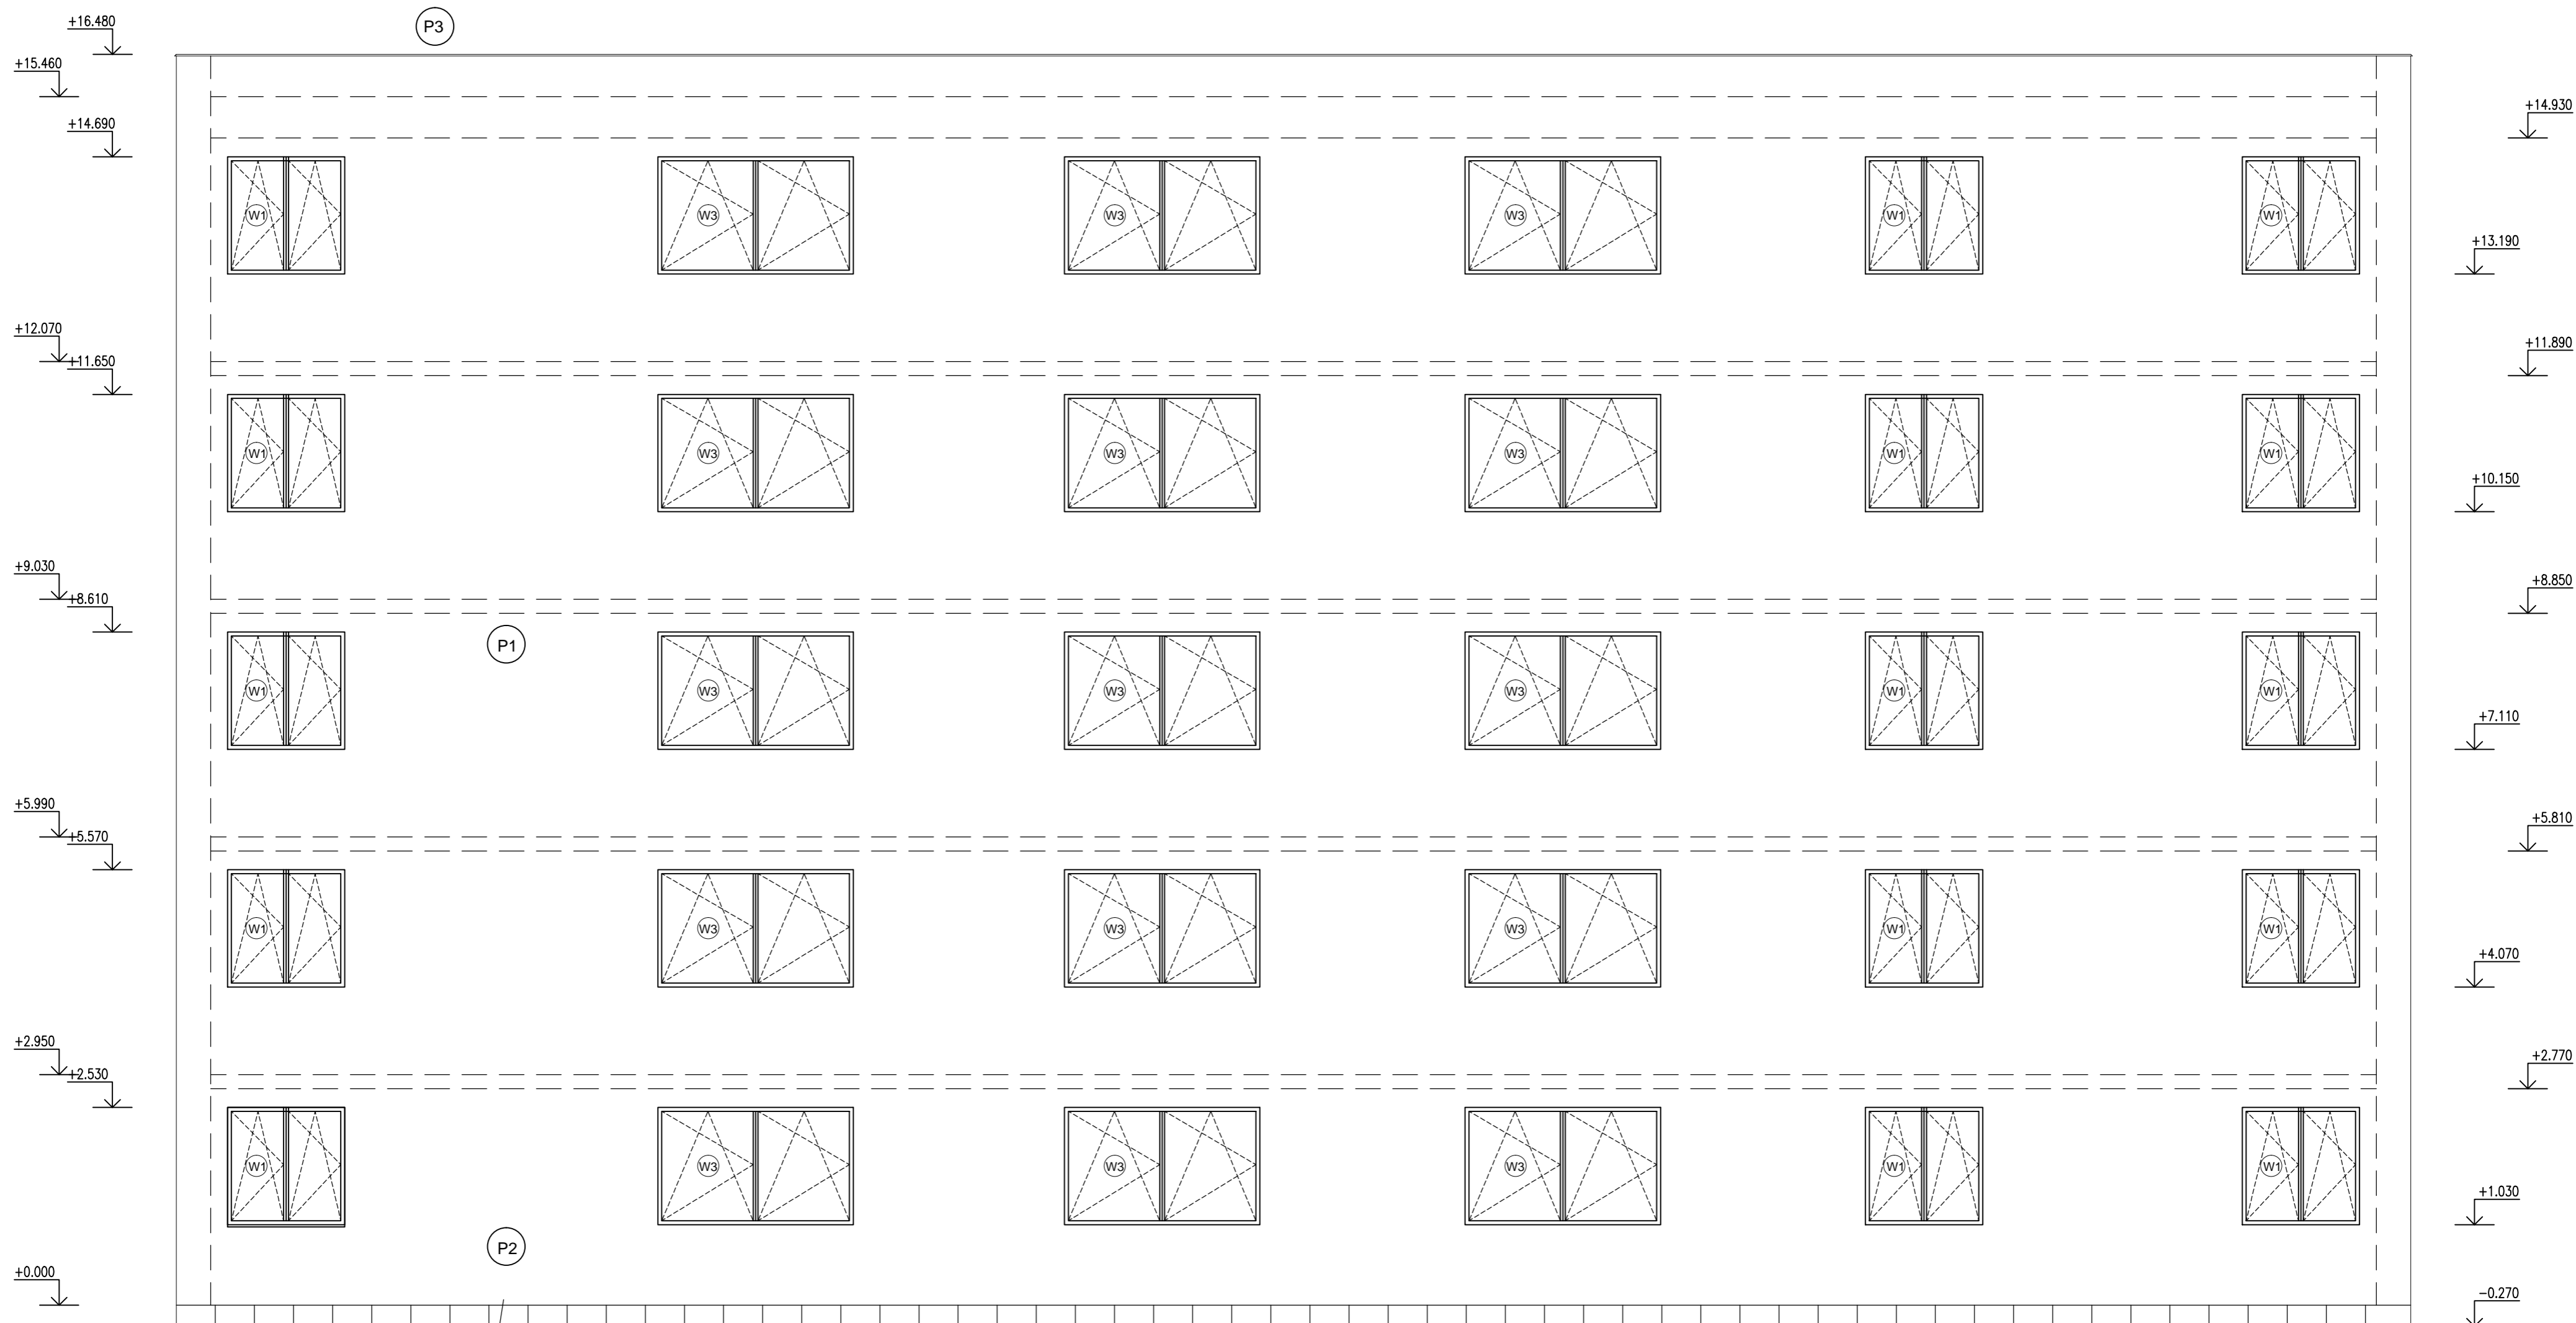 P3
+16.480
+15.460
+14.930
+14.690
W1 W3 W3 W3 W1 W1
+13.190
+12.070
+11.890
+11.650
W1 W3 W3 W3 W1 W1
+10.150
+9.030
+8.850
+8.610
P1
W1 W3 W3 W3 W1 W1
+7.110
+5.990
+5.810
+5.570
W1 W3 W3 W3 W1 W1
+4.070
+2.950
+2.770
+2.530
W1 W3 W3 W3 W1 W1
+1.030
P2
+0.000
-0.270